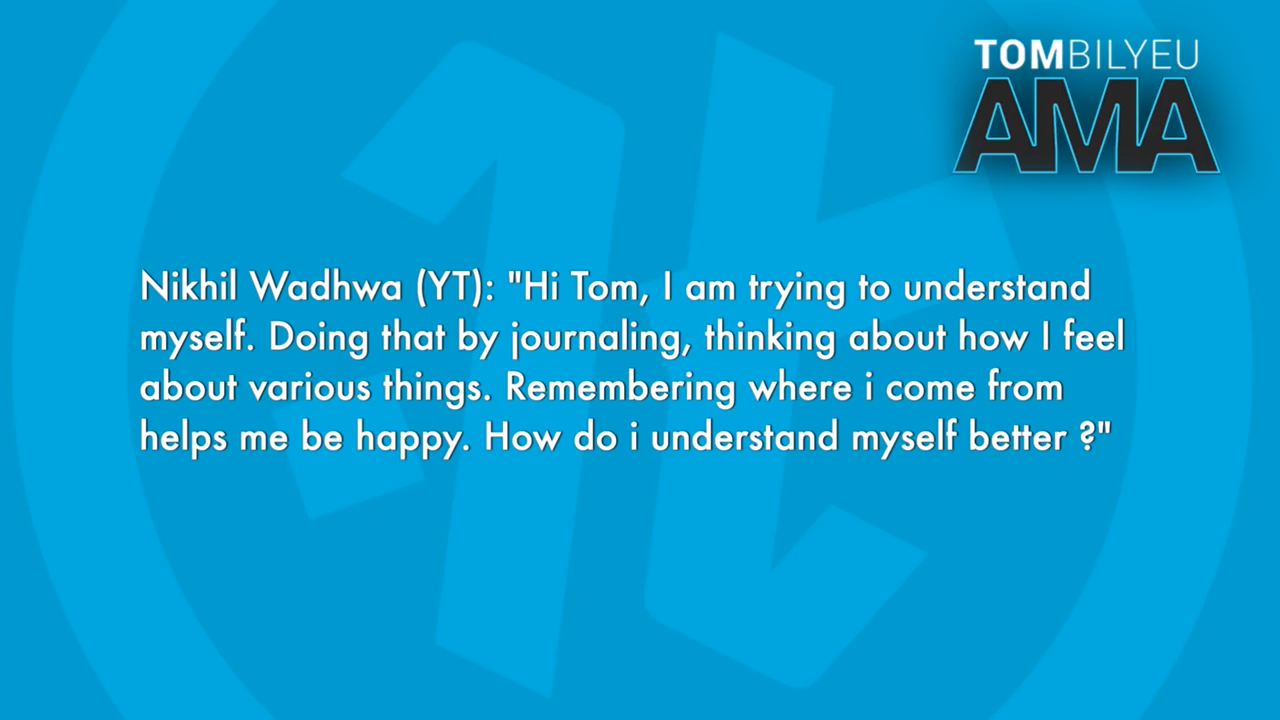 TOMBILYEU
AMA
Nikhil Wadhwa (YT): "Hi Tom, I am trying to understand
myself. Doing that by journaling, thinking about how I feel
about various things. Remembering where i come from
helps me be happy. How do i understand myself better ?"